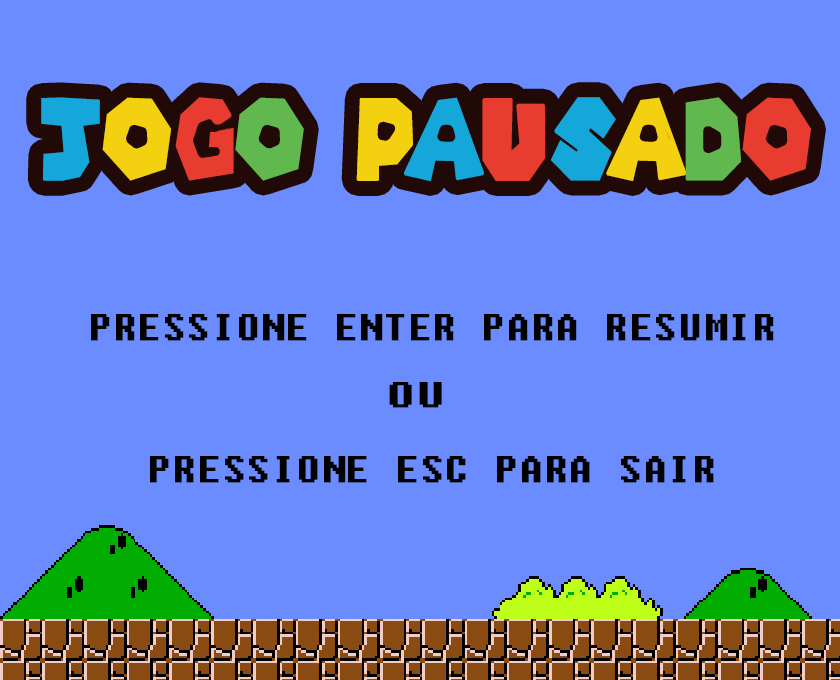 JOGO PAUSADO
PRESSIONE ENTER PARA RESUMIR
OU
PRESSIONE ESC PARA SAIR